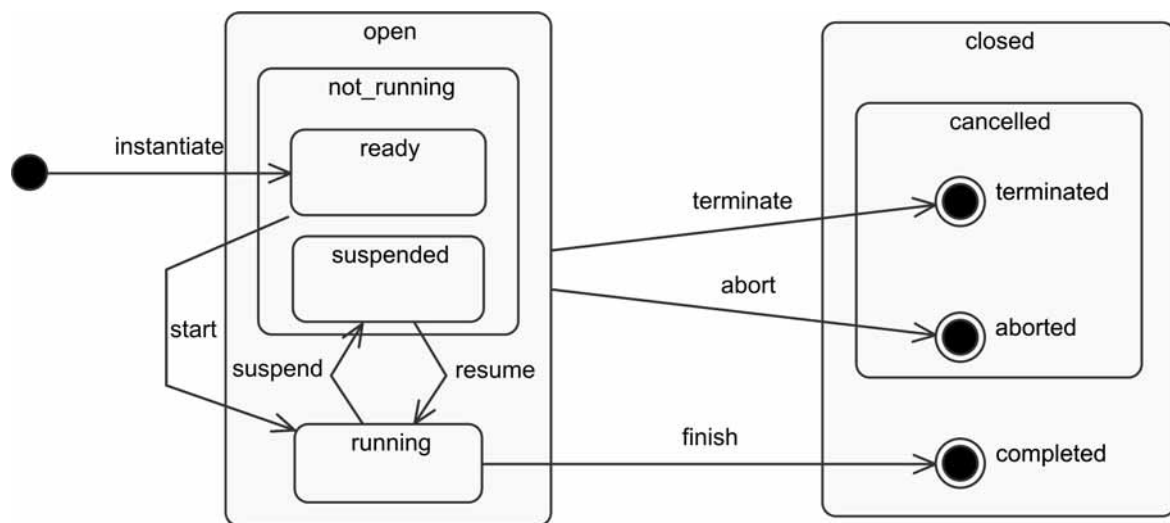 open
closed
not_running
cancelled
instantiate
ready
terminated
terminate
suspended
abort
aborted
start
suspend
resume
running
finish
completed